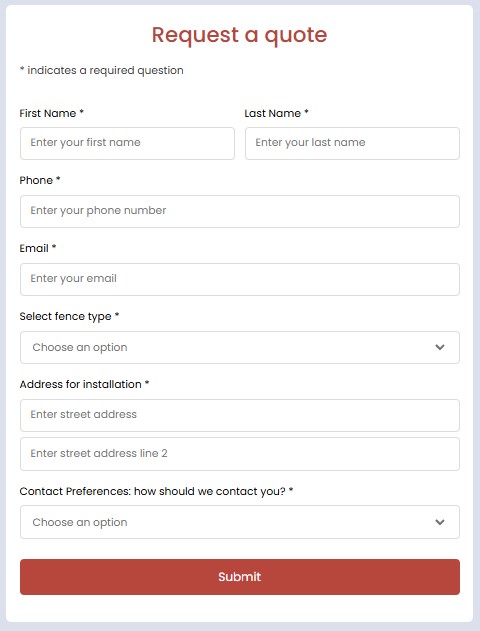 Request a quote
* indicates a required question
First Name * Last Name *
Enter your first name Enter your last name
Phone *
Enter your phone number
Email *
Enter your email
Select fence type *
Choose an option
Address for installation *
Enter street address
Enter street address line 2
Contact Preferences: how should we contact you? *
Choose an option
Submit